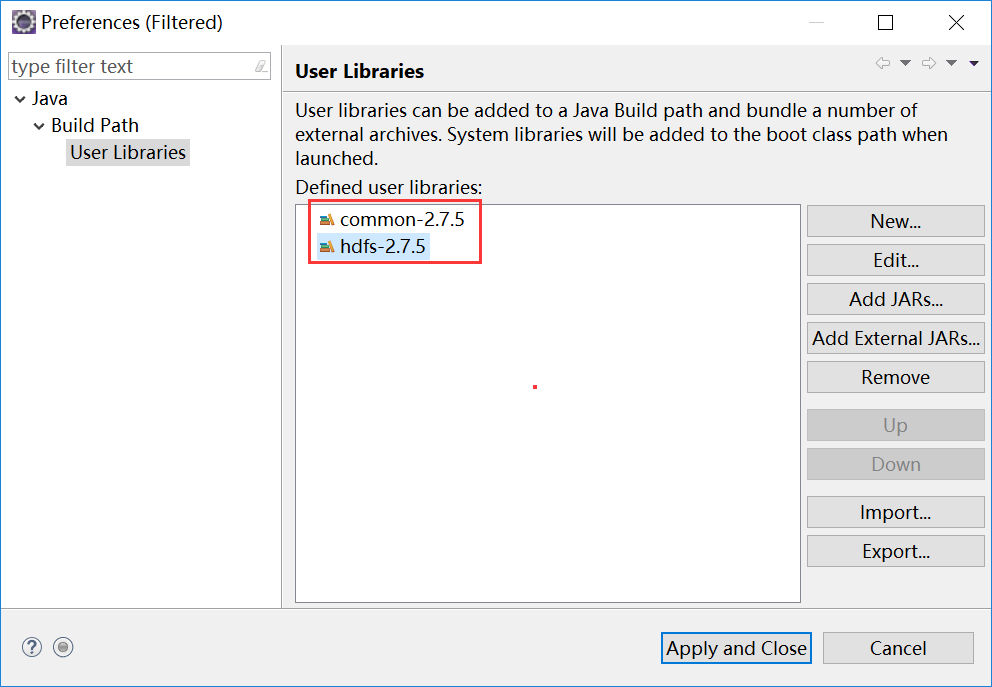 Preferences (Filtered)
type filter text
Java
Build Path
User Libraries
User Libraries
User libraries can be added to a Java Build path and bundle a number of
external archives. System libraries will be added to the boot class path when
launched.
Defined user libraries:
common-2.7.5
hdfs-2.7.5
New...
Edit...
Add JARs...
Add External JARs...
Remove
Up
Down
Import...
Export...
?
Apply and Close
Cancel